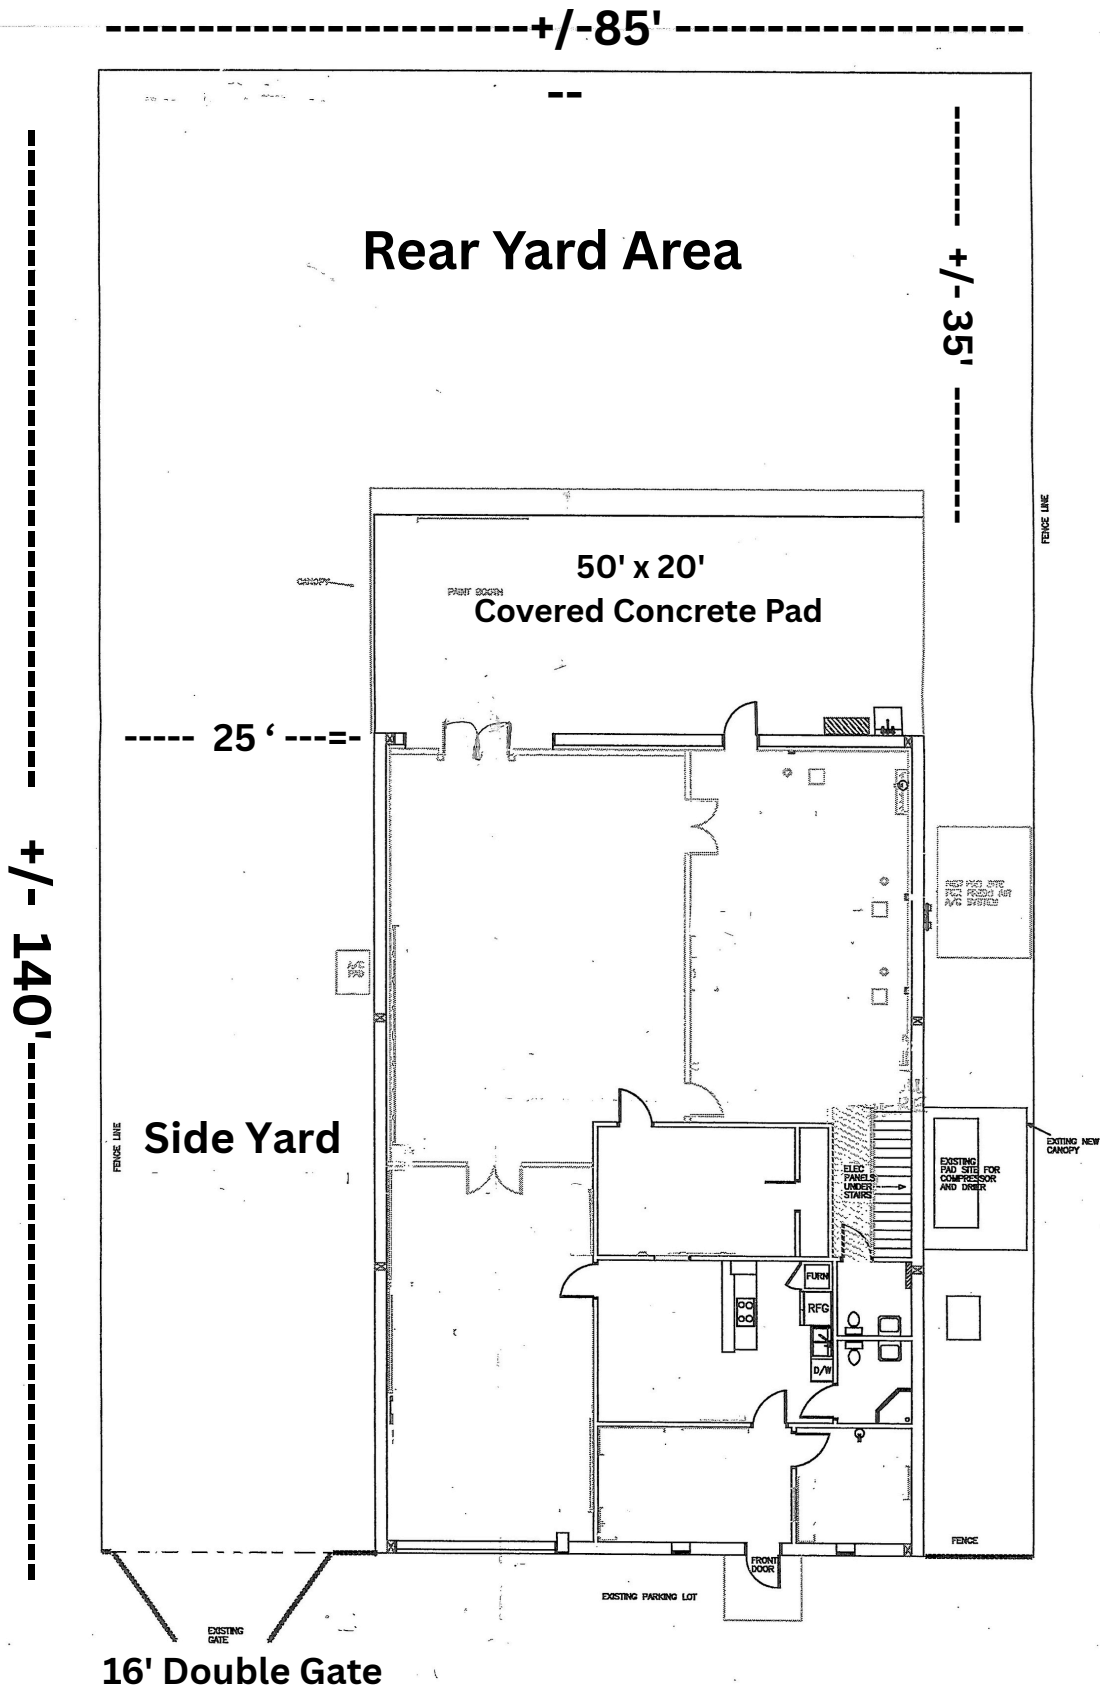 -----------------------+/-85' -------------------
--
+/- 35'
Rear Yard Area
FENCE LINE
50' x 20'
CANOPY
PAINT BOOTH
Covered Concrete Pad
----- 25 ‘ ---=-
+/- 140'
A/C
PAD
A/C SYSTEM
Side Yard
FENCE LINE
EXITING NEW
CANOPY
ELEC
PANELS
UNDER
STAIRS
EXISTING
PAD SITE FOR
COMPRESSOR
AND DRIER
FURN
RFG
D/W
FENCE
FRONT
DOOR
EXISTING PARKING LOT
EXISTING
GATE
16' Double Gate